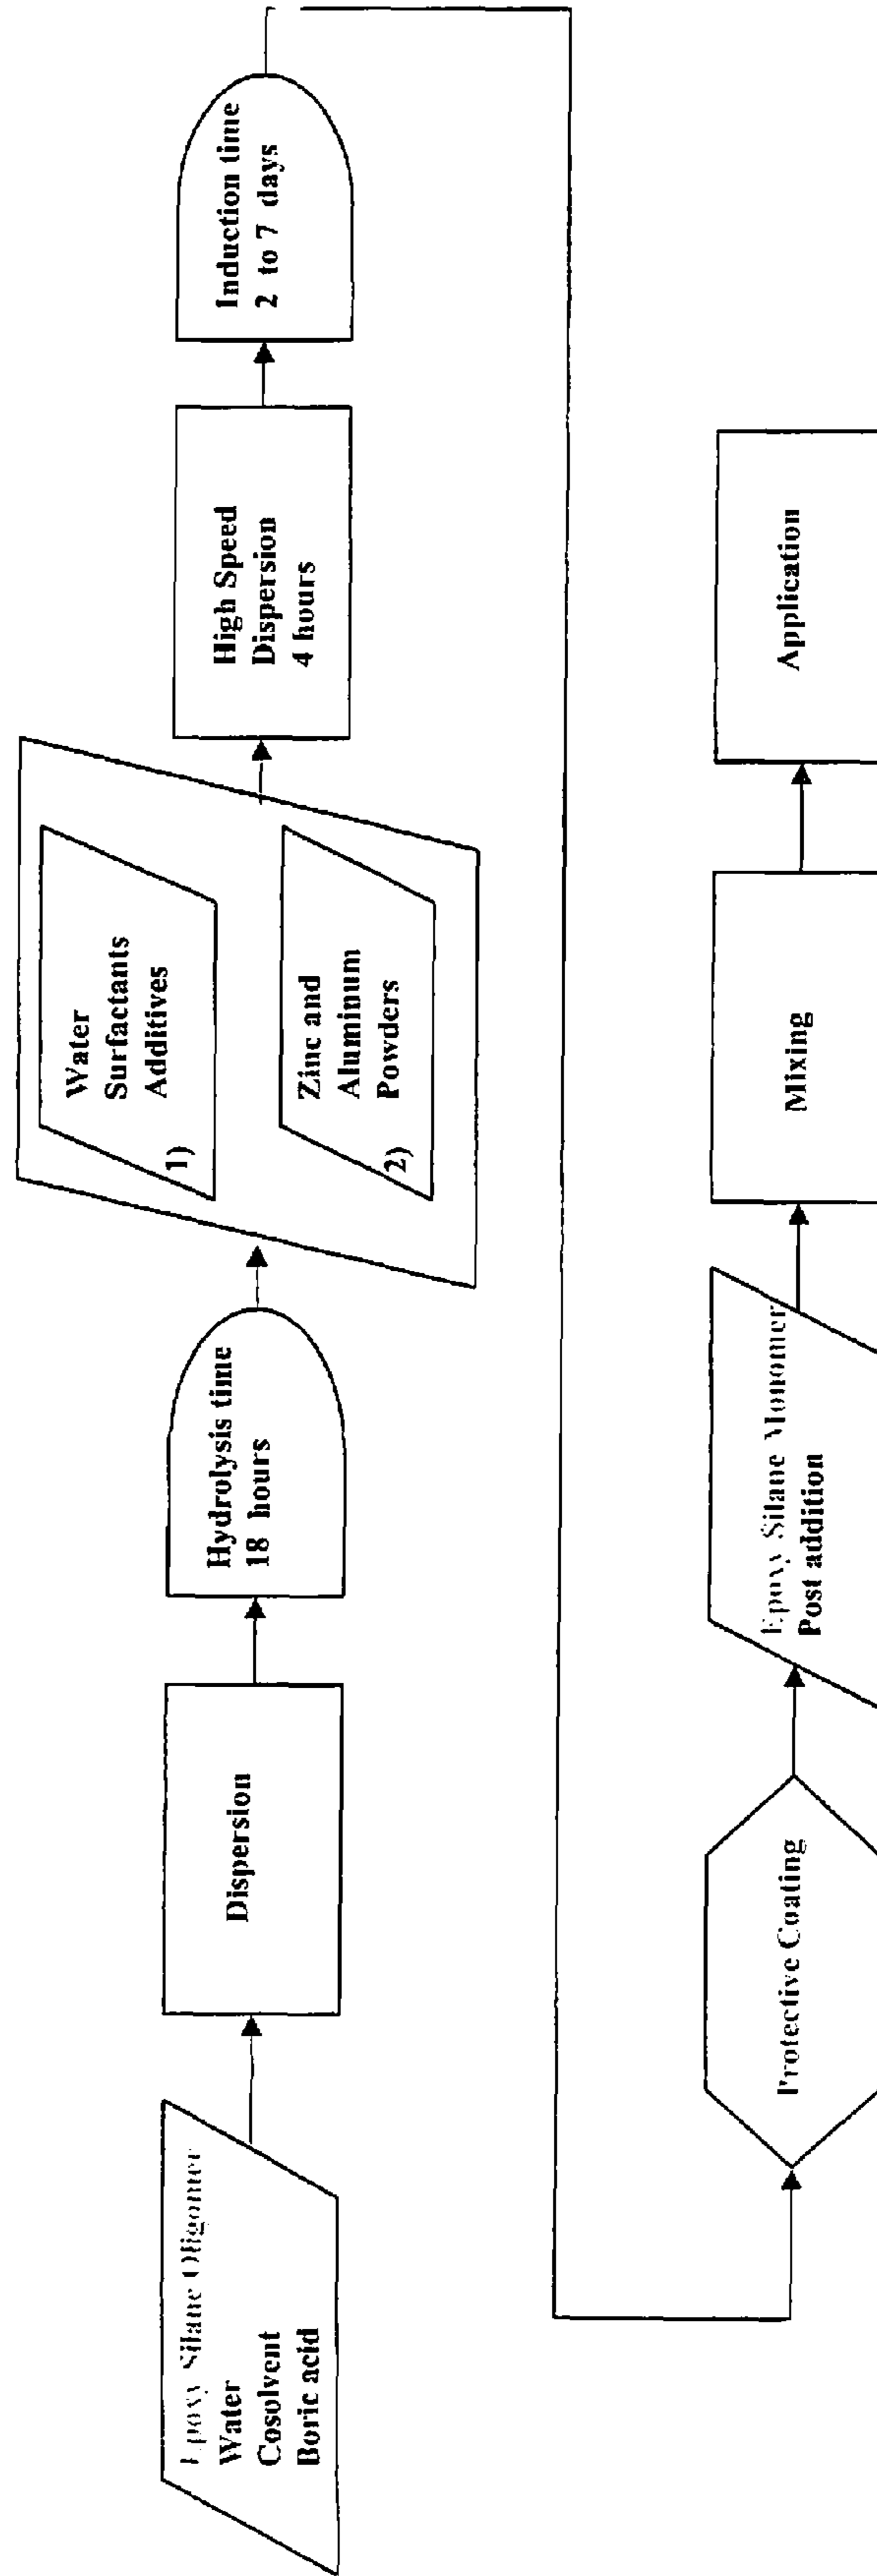 Epoxy Silane Oligomer
Water
Cosolvent
Boric acid
Dispersion
Hydrolysis time
18 hours
1)
Water
Surfactants
Additives
2)
Zinc and
Aluminum
Powders
High Speed
Dispersion
4 hours
Induction time
2 to 7 days
Protective Coating
Epoxy Silane Monomer
Post addition
Mixing
Application